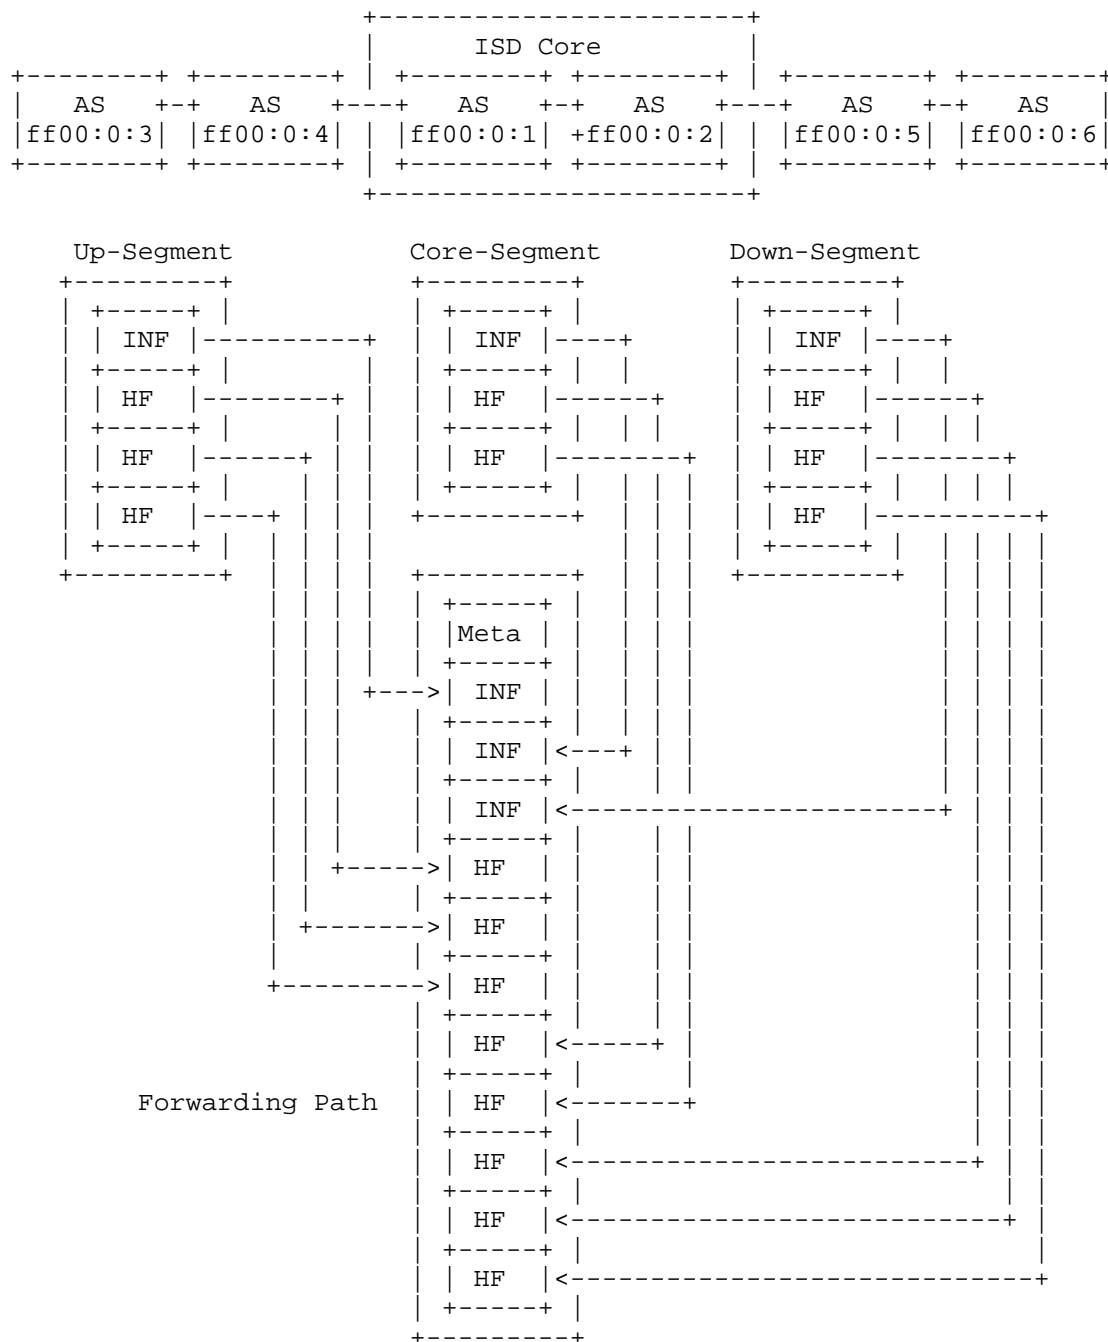 ISD Core
AS AS AS AS AS AS
ff00:0:3 ff00:0:4 ff00:0:1 ff00:0:2 ff00:0:5 ff00:0:6
Up-Segment Core-Segment Down-Segment
INF INF INF
HF HF HF
HF HF HF
HF HF
Meta
INF
INF
INF
HF
HF
HF
HF
Forwarding Path HF
HF
HF
HF